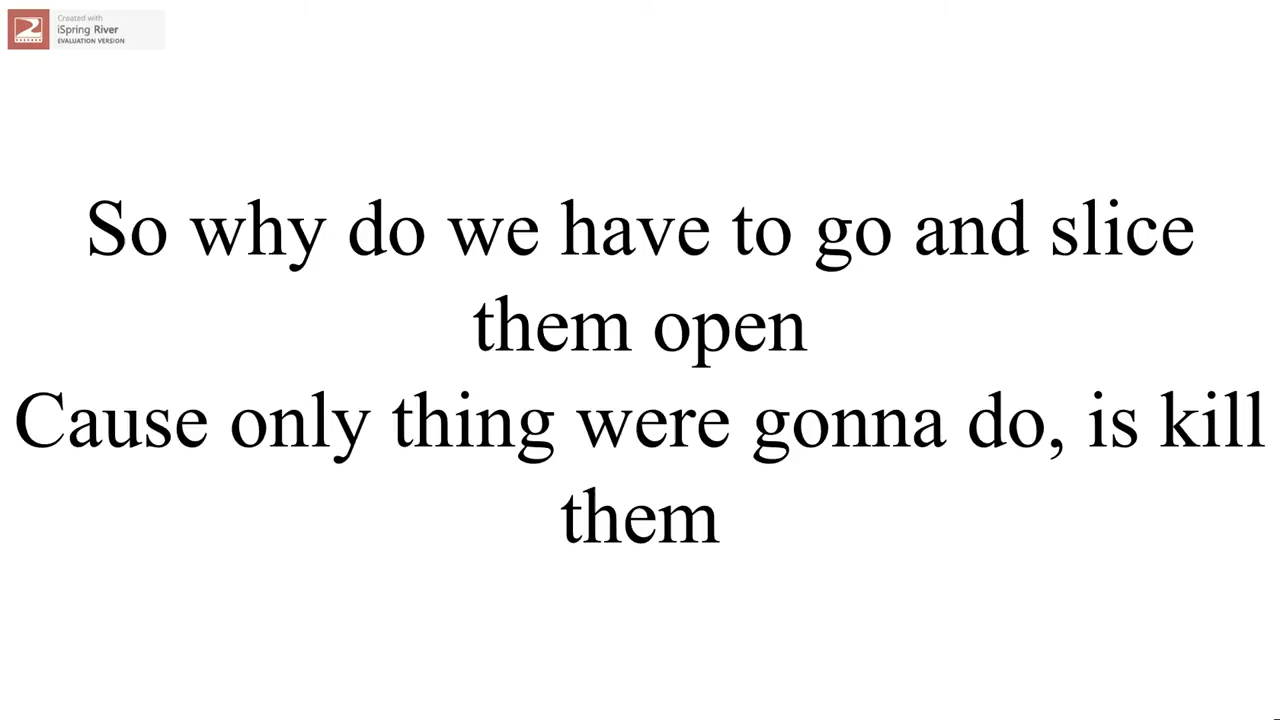 Created with
iSpring River
EVALUATION VERSION
So why do we have to go and slice
them open
Cause only thing were gonna do, is kill
them